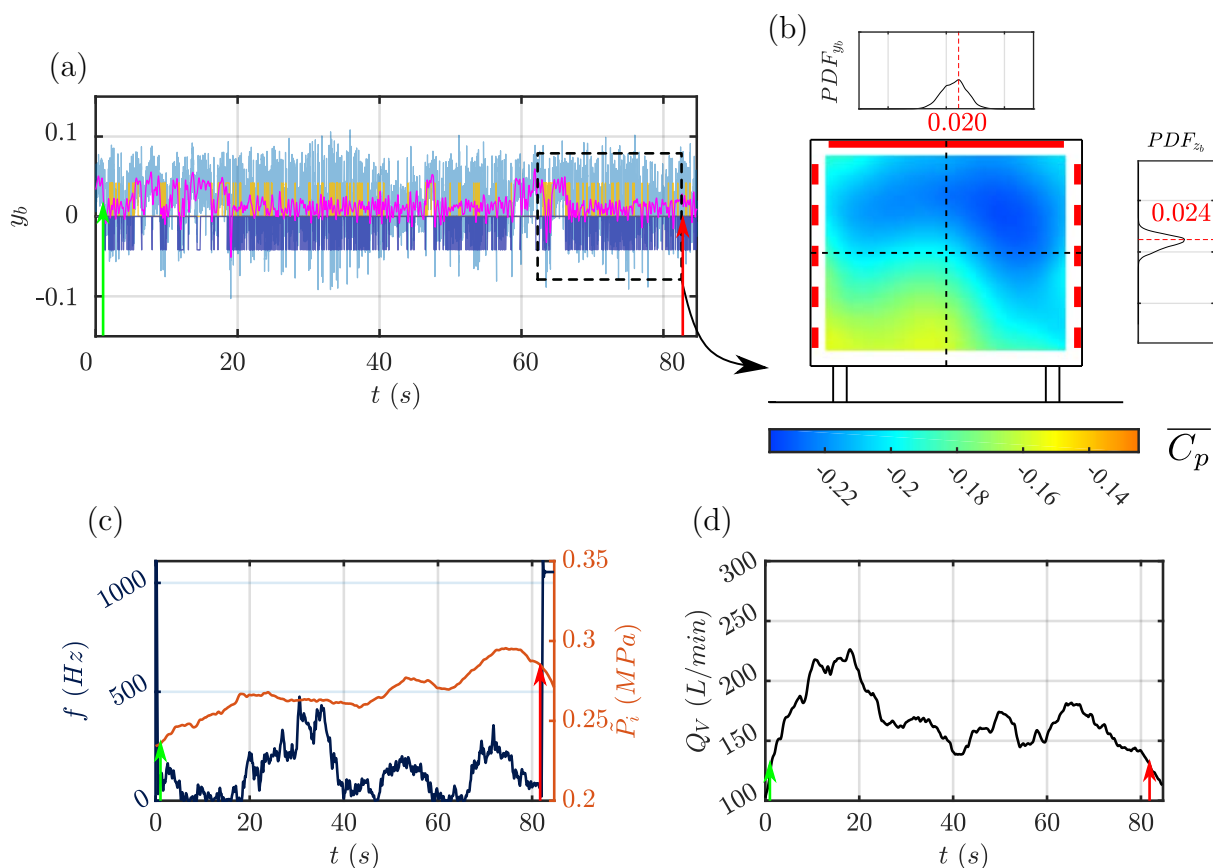 (a)
0.1
0
-0.1
y_b
0 20 40 60 80
t (s)
(b)
PDF_{y_b}
0.020
PDF_{z_b}
0.024
-0.22 -0.2 -0.18 -0.16 -0.14
\overline{C_p}
(c)
1000
500
0
f (Hz)
0.35
0.3
0.25
0.2
\tilde{P}_i (MPa)
0 20 40 60 80
t (s)
(d)
300
250
200
150
100
Q_V (L/min)
0 20 40 60 80
t (s)